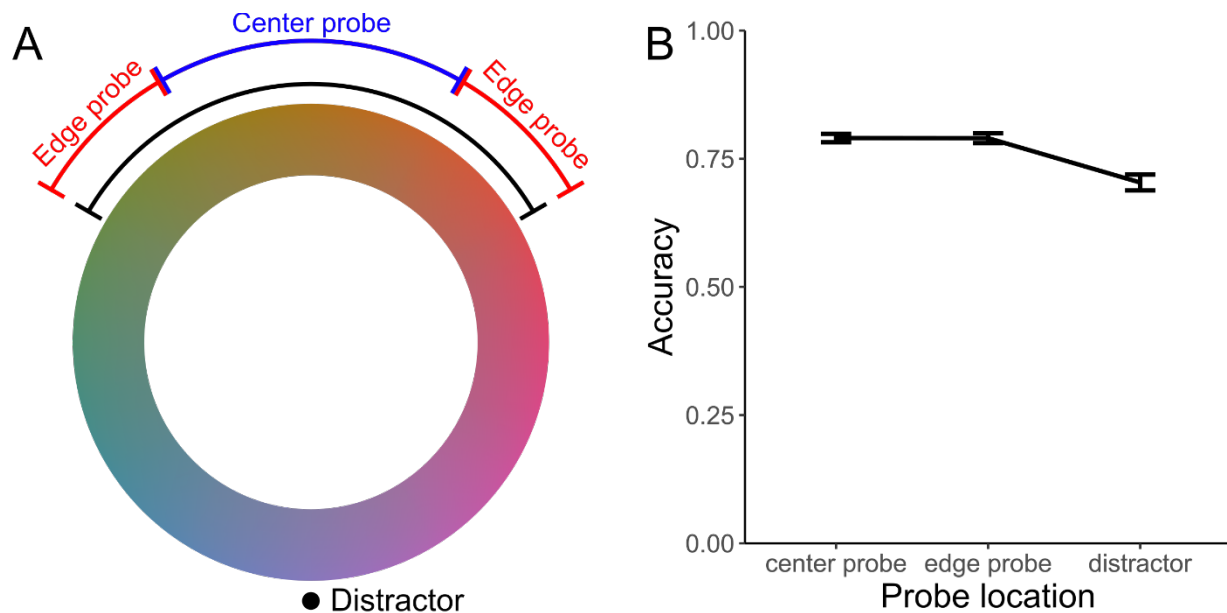 A
Center probe
Edge probe
Edge probe
Distractor
B
1.00
0.75
0.50
0.25
0.00
Accuracy
center probe
edge probe
distractor
Probe location